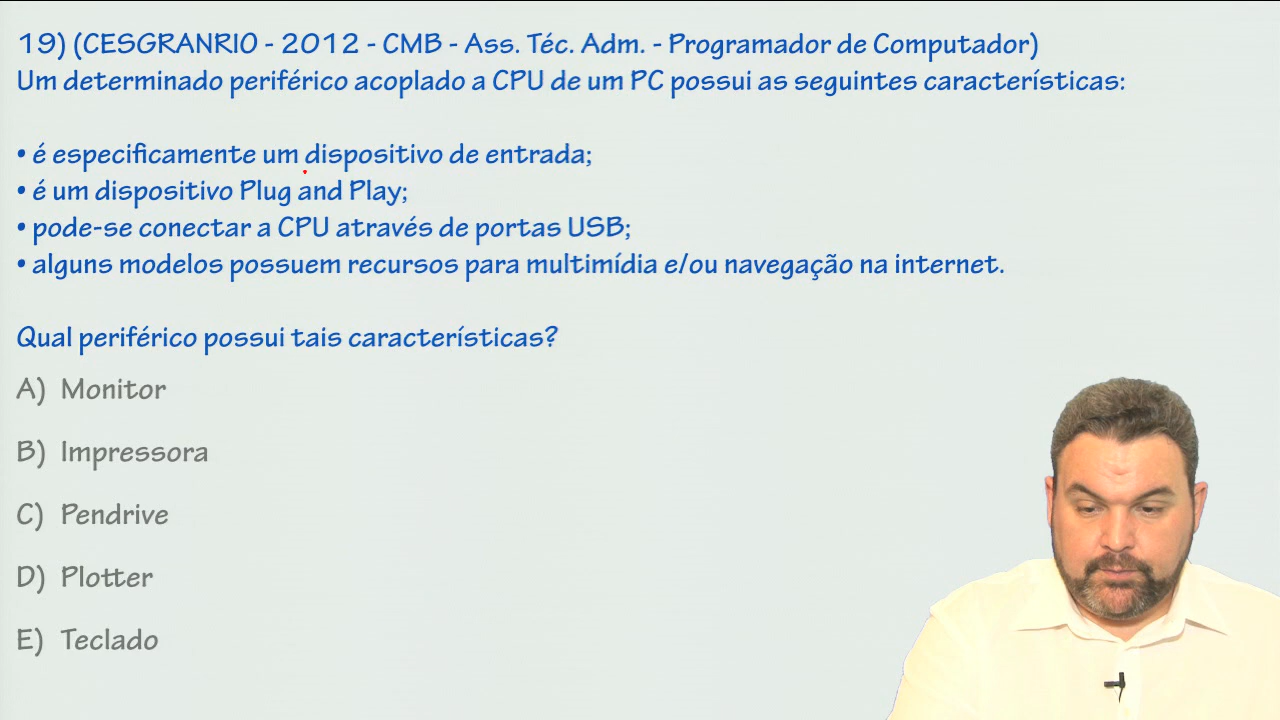 19) (CESGRANRIO - 2012 - CMB - Ass. Téc. Adm. - Programador de Computador)
Um determinado periférico acoplado a CPU de um PC possui as seguintes características:
• é especificamente um dispositivo de entrada;
• é um dispositivo Plug and Play;
• pode-se conectar a CPU através de portas USB;
• alguns modelos possuem recursos para multimídia e/ou navegação na internet.
Qual periférico possui tais características?
A) Monitor
B) Impressora
C) Pendrive
D) Plotter
E) Teclado